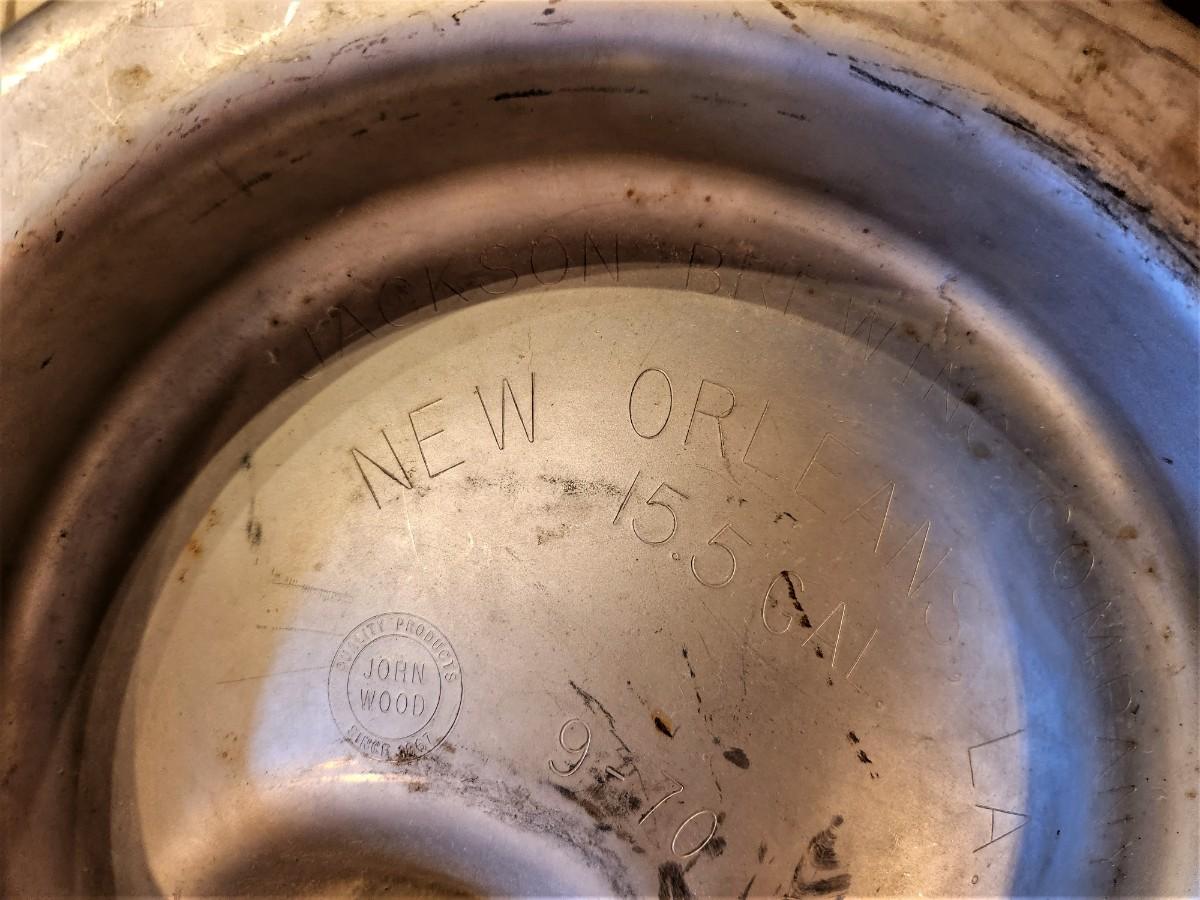 JACKSON BREWING COMPANY
NEW ORLEANS, LA.
15.5 GAL
QUALITY PRODUCTS
JOHN
WOOD
SINCE 1867
9-70